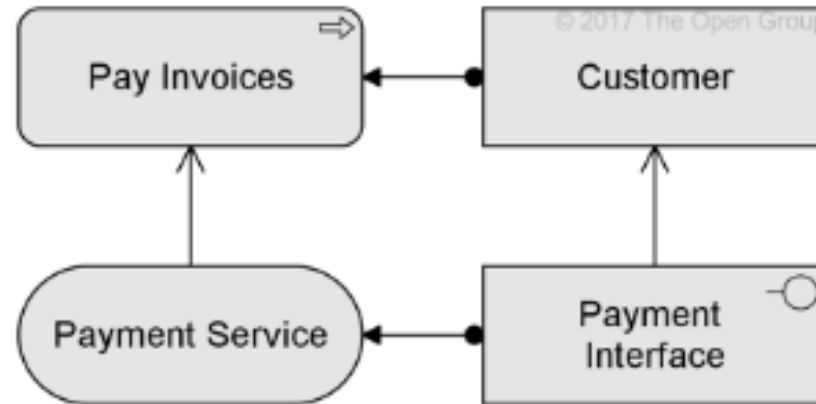 © 2017 The Open Group
Pay Invoices
Customer
Payment Service
Payment
Interface